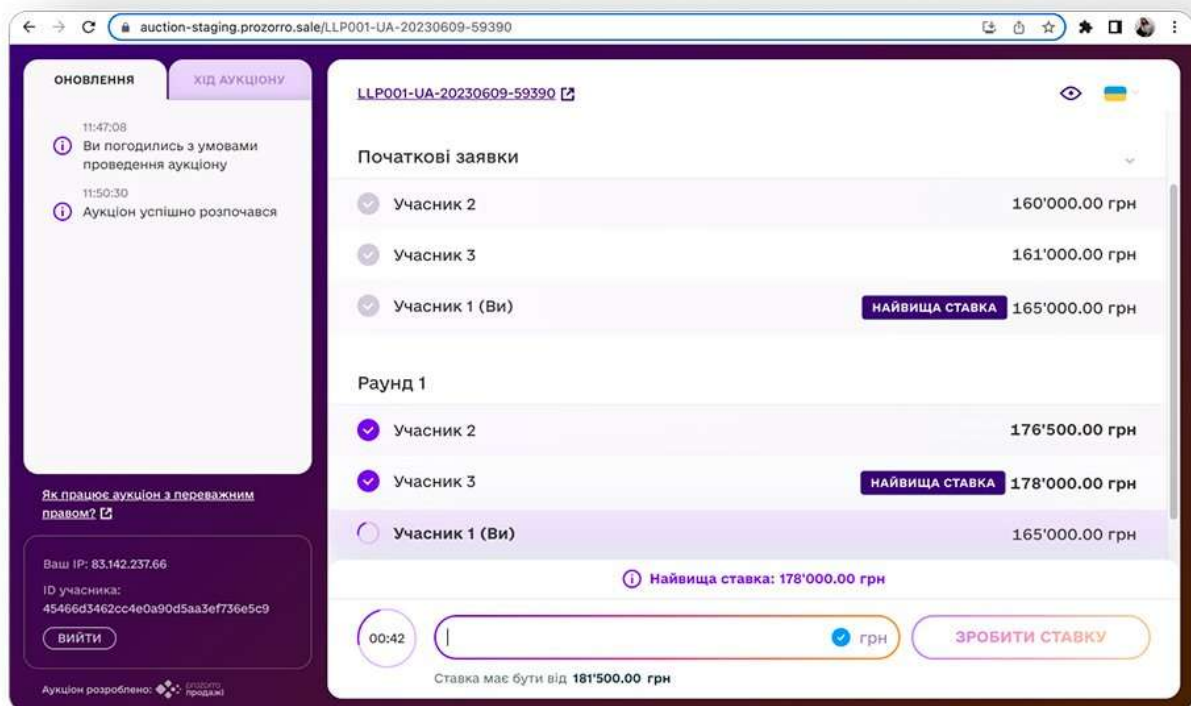 auction-staging.prozorro.sale/LLP001-UA-20230609-59390
ОНОВЛЕННЯ
ХІД АУКЦІОНУ
11:47:08
Ви погодились з умовами
проведення аукціону
11:50:30
Аукціон успішно розпочався
Як працює аукціон з переважним
правом?
Ваш IP: 83.142.237.66
ID учасника:
45466d3462cc4e0a90d5aa3ef736e5c9
ВИЙТИ
Аукціон розроблено: prozorro
продажі
LLP001-UA-20230609-59390
Початкові заявки
Учасник 2 160'000.00 грн
Учасник 3 161'000.00 грн
Учасник 1 (Ви) НАЙВИЩА СТАВКА 165'000.00 грн
Раунд 1
Учасник 2 176'500.00 грн
Учасник 3 НАЙВИЩА СТАВКА 178'000.00 грн
Учасник 1 (Ви) 165'000.00 грн
Найвища ставка: 178'000.00 грн
00:42 грн ЗРОБИТИ СТАВКУ
Ставка має бути від 181'500.00 грн